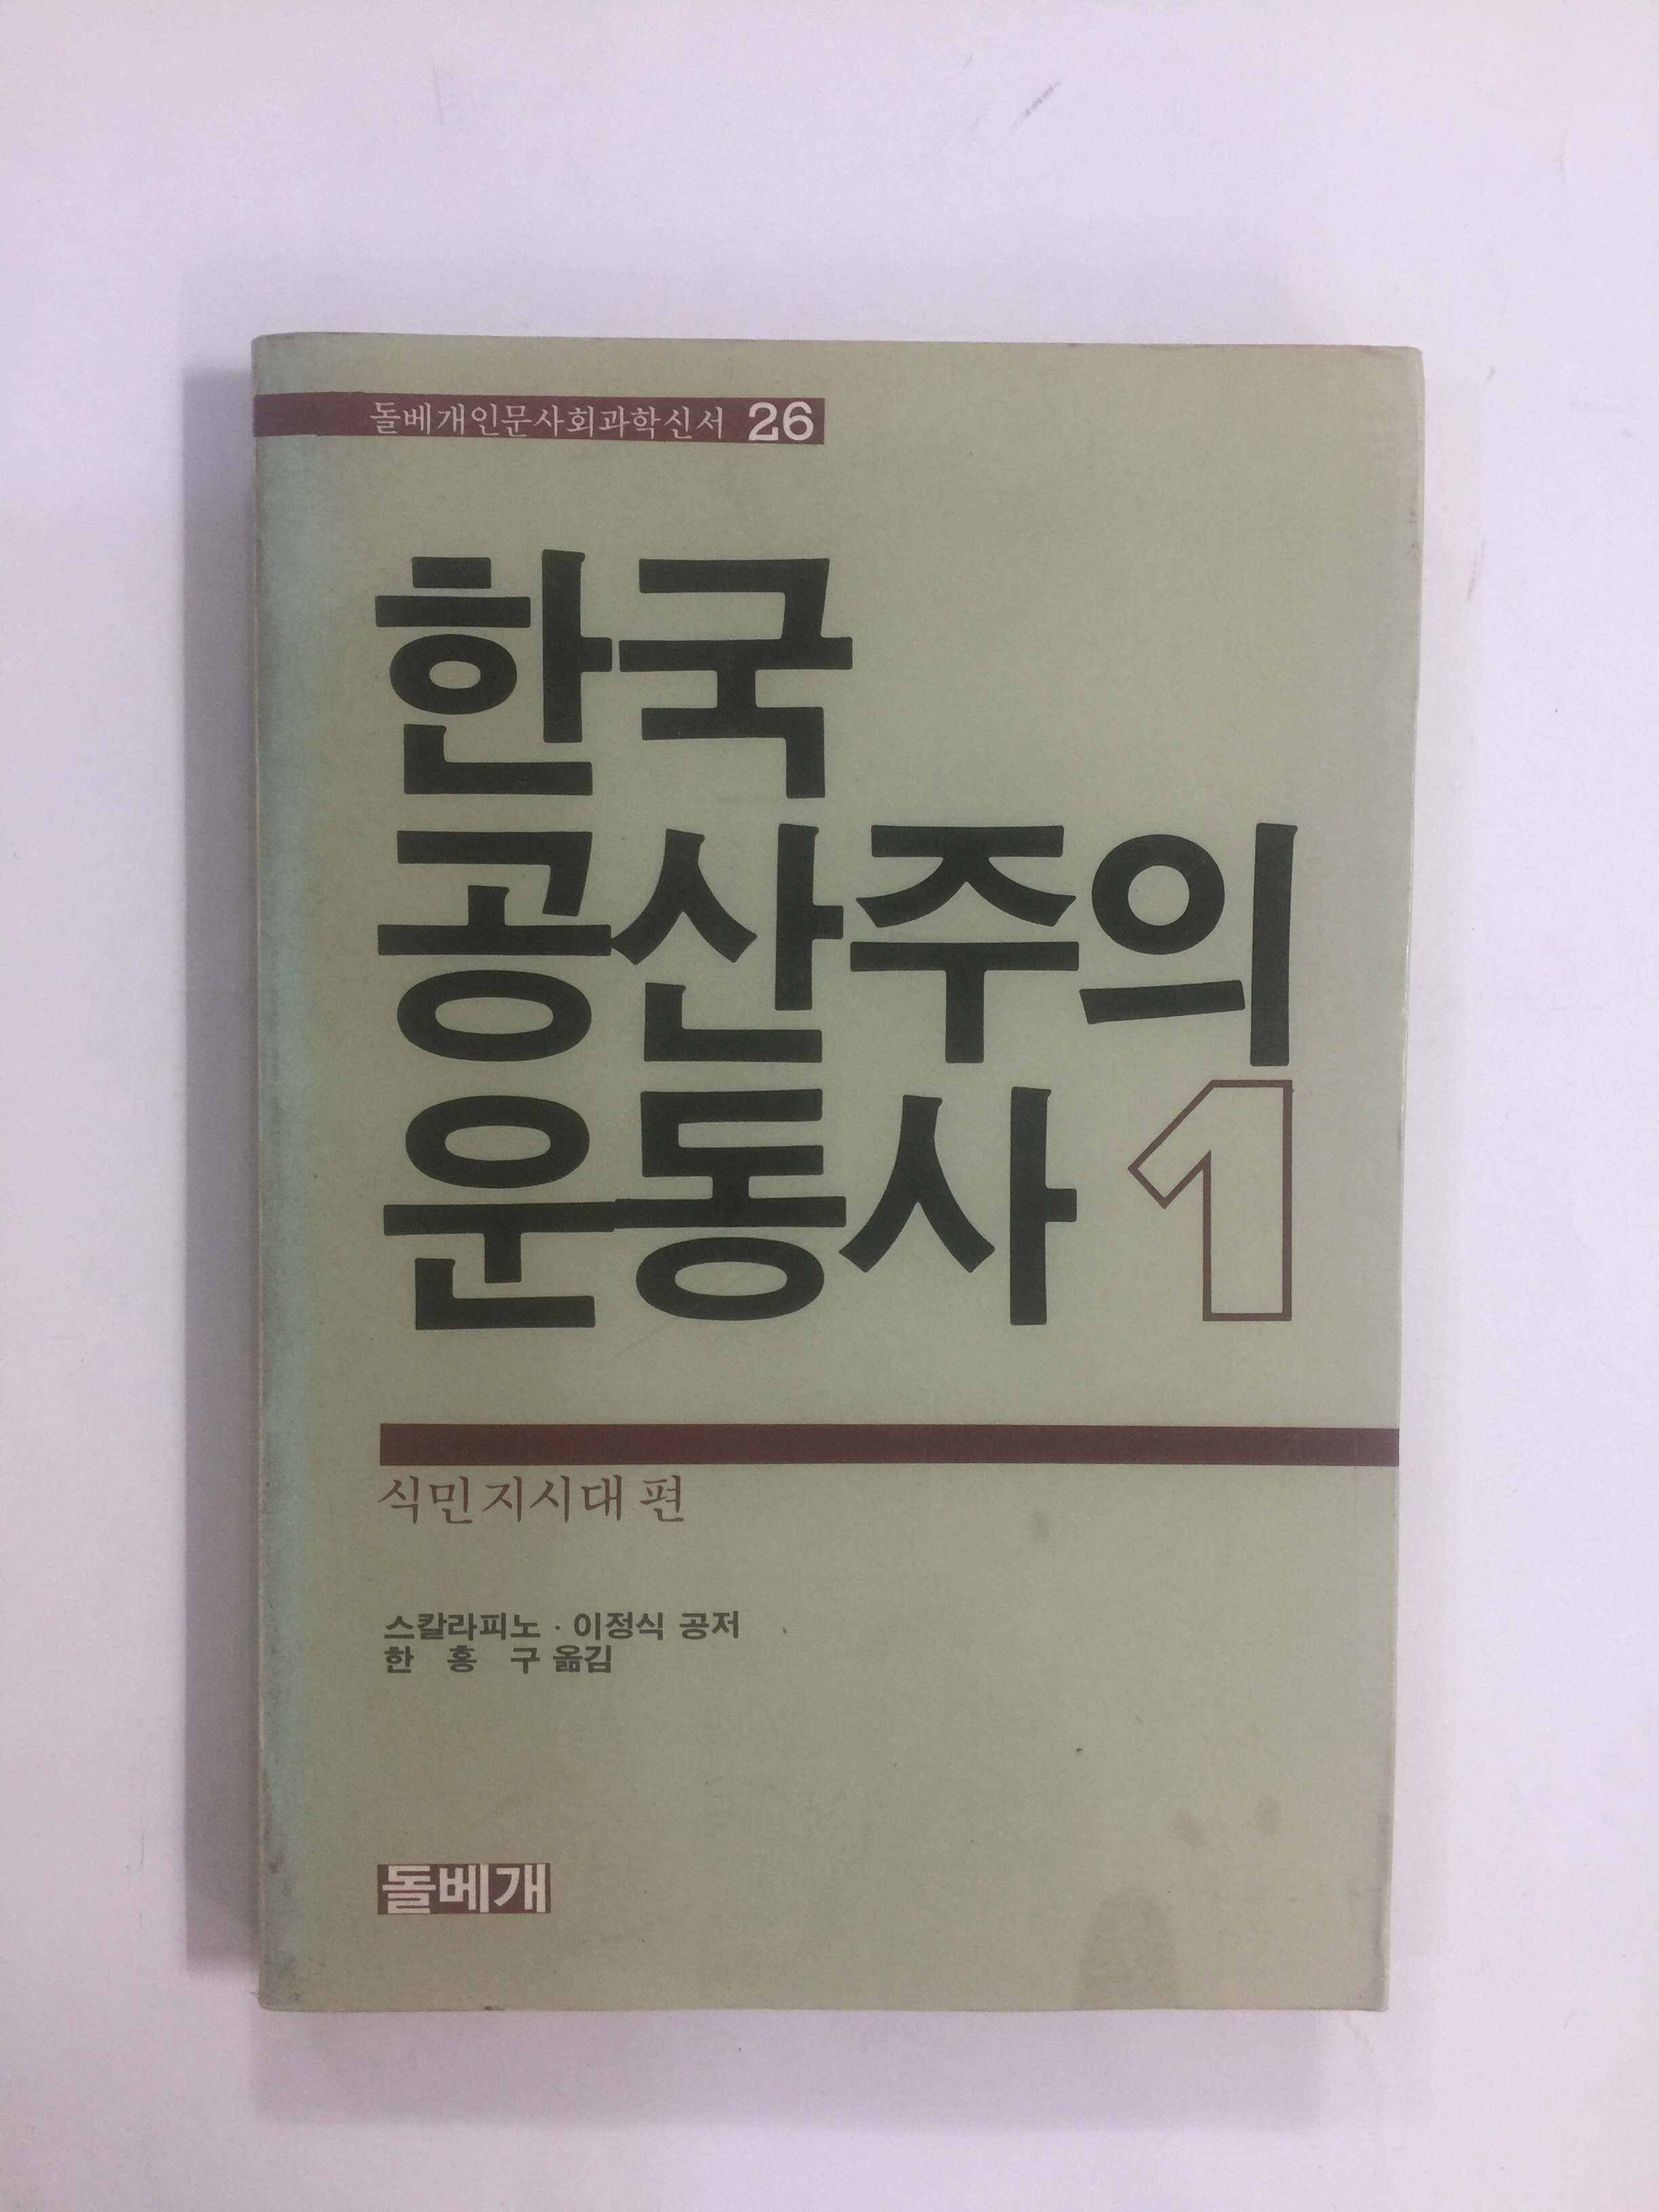 돌베개인문사회과학신서 26
한국
공산주의
운동사 1
식민지시대 편
스칼라피노 · 이정식 공저
한 홍 구 옮김
돌베개